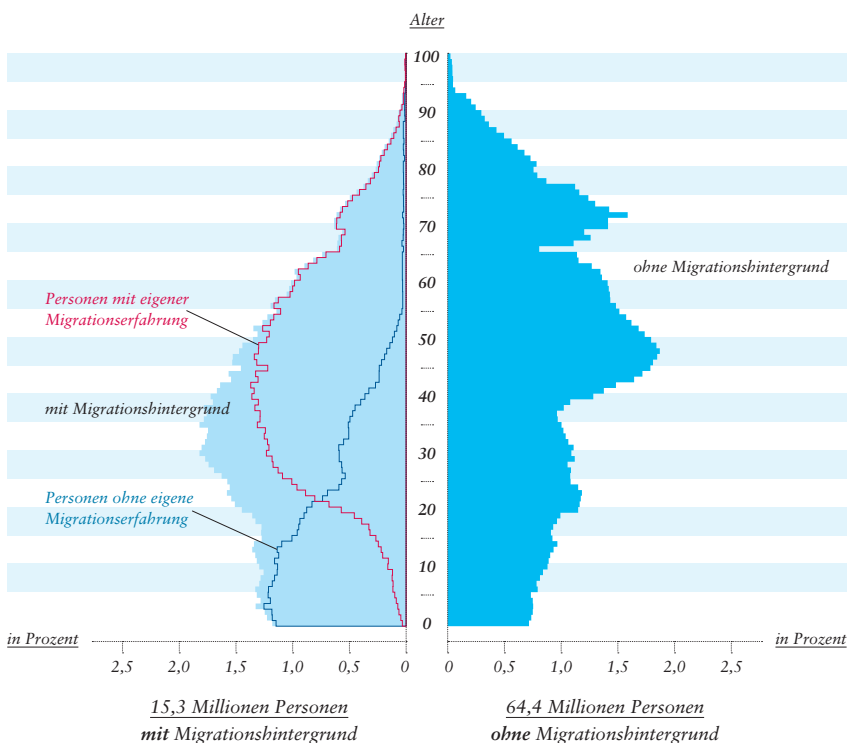 Alter
100
90
80
70
ohne Migrationshintergrund
60
Personen mit eigener
Migrationserfahrung
50
40
mit Migrationshintergrund
30
Personen ohne eigene
Migrationserfahrung
20
10
0
in Prozent
in Prozent
2,5 2,0 1,5 1,0 0,5 0 0 0,5 1,0 1,5 2,0 2,5
15,3 Millionen Personen
mit Migrationshintergrund
64,4 Millionen Personen
ohne Migrationshintergrund